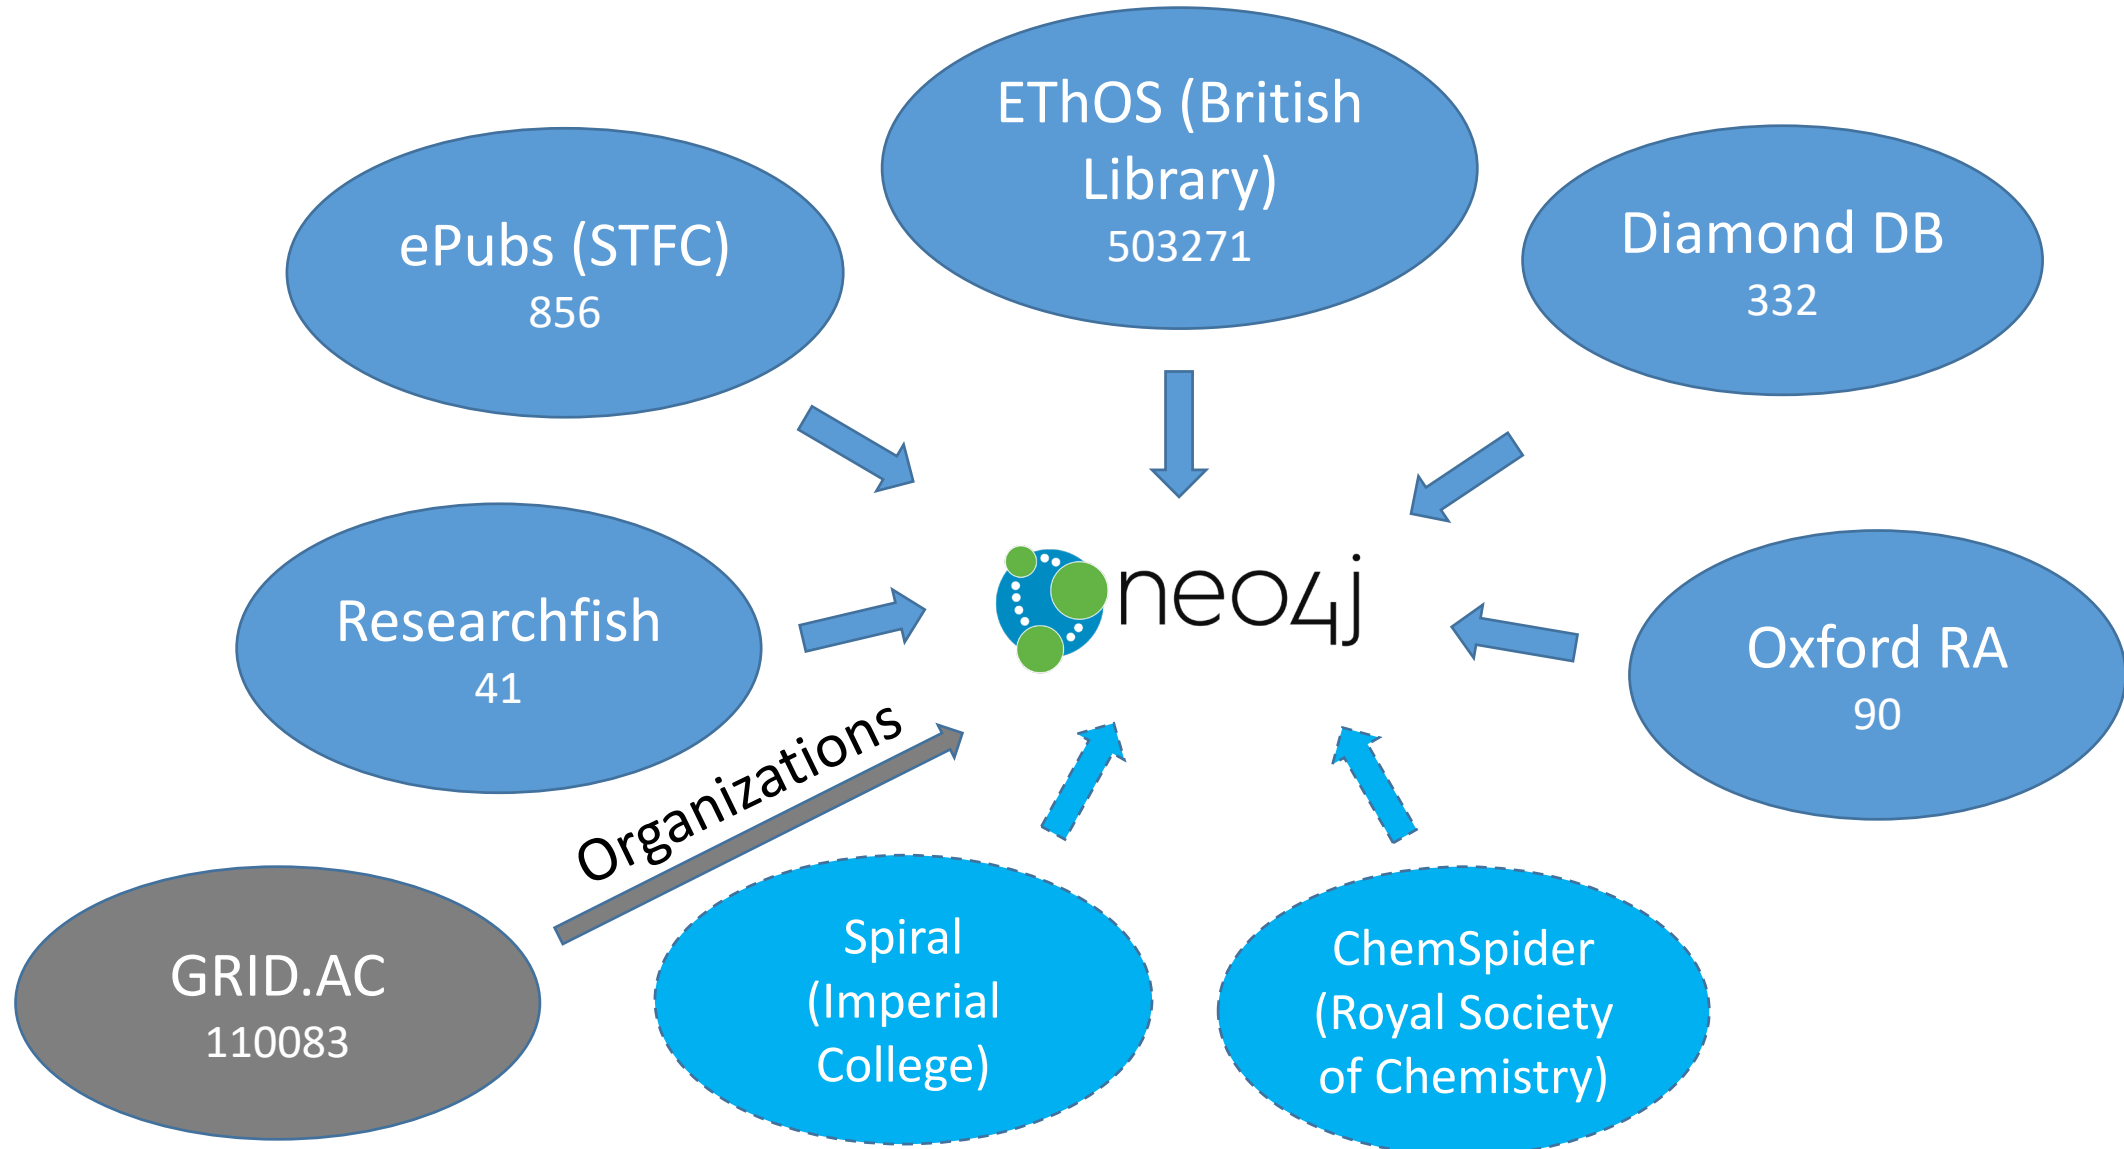 EThOS (British
Library)
503271
ePubs (STFC)
856
Diamond DB
332
neo4j
Researchfish
41
Oxford RA
90
Organizations
GRID.AC
110083
Spiral
(Imperial
College)
ChemSpider
(Royal Society
of Chemistry)